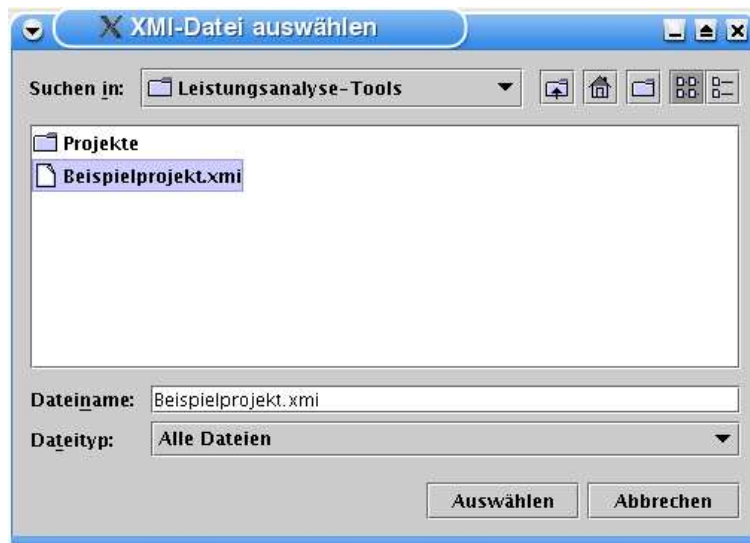 XMI-Datei auswählen
Suchen in: Leistungsanalyse-Tools
Projekte
Beispielprojekt.xmi
Dateiname: Beispielprojekt.xmi
Dateityp: Alle Dateien
Auswählen Abbrechen